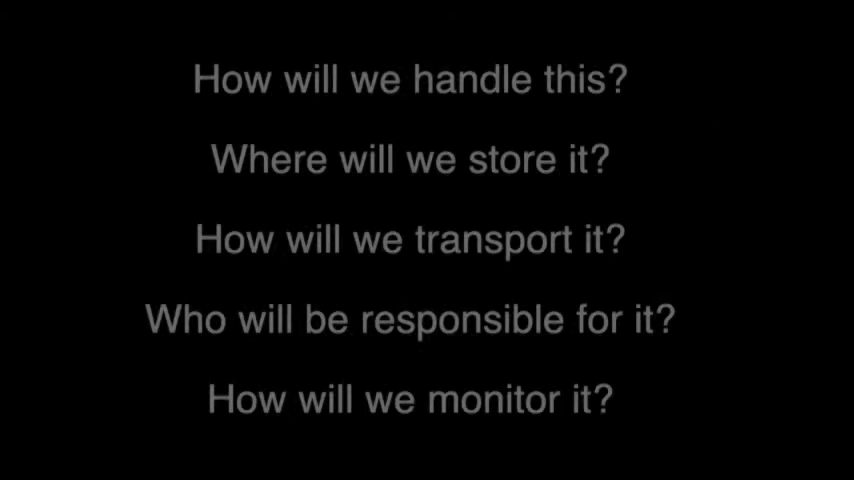 How will we handle this?
Where will we store it?
How will we transport it?
Who will be responsible for it?
How will we monitor it?